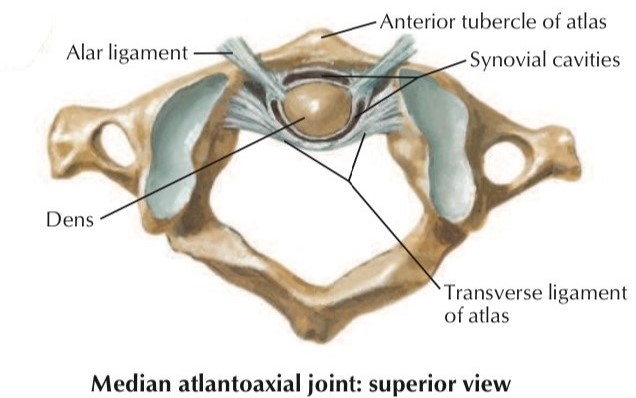 Anterior tubercle of atlas
Alar ligament
Synovial cavities
Dens
Transverse ligament
of atlas
Median atlantoaxial joint: superior view